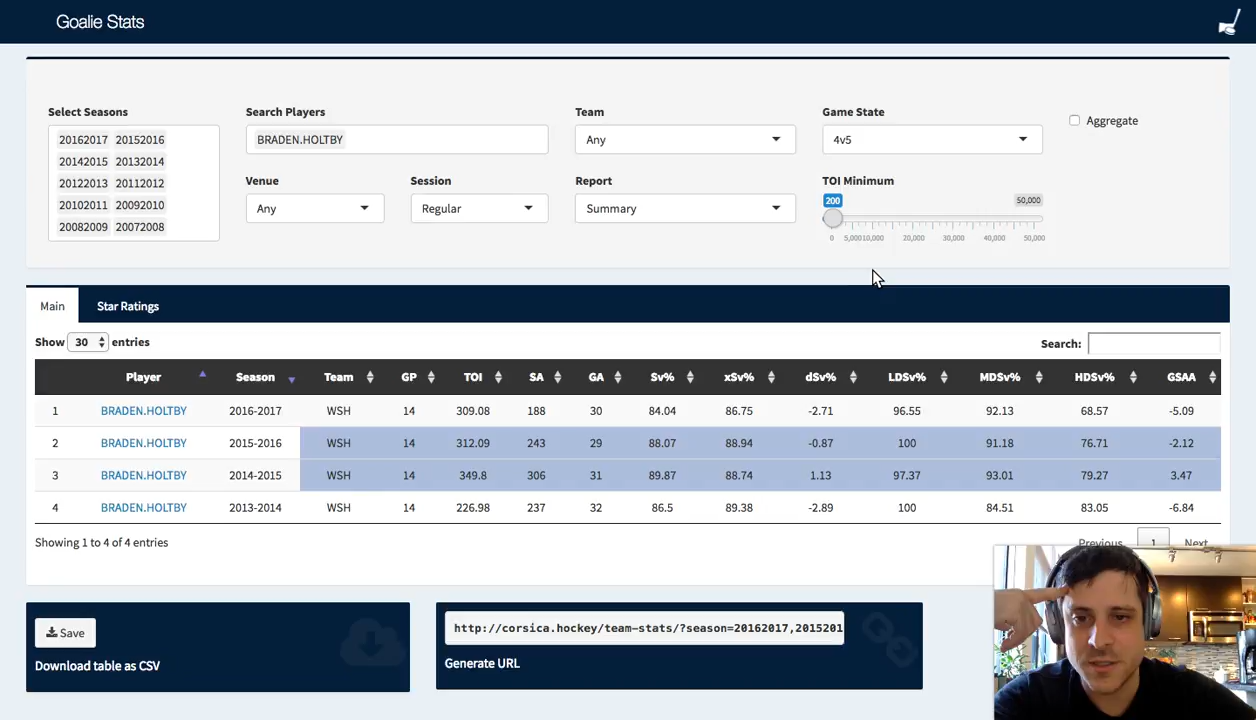 Goalie Stats
Select Seasons
20162017 20152016
20142015 20132014
20122013 20112012
20102011 20092010
20082009 20072008
Search Players
BRADEN.HOLTBY
Team
Any
Game State
4v5
Aggregate
Venue
Any
Session
Regular
Report
Summary
TOI Minimum
200 50,000
0 5,000 10,000 20,000 30,000 40,000 50,000
Main Star Ratings
Show 30 entries
Search:
Player Season Team GP TOI SA GA Sv% xSv% dSv% LDSv% MDSv% HDSv% GSAA
1 BRADEN.HOLTBY 2016-2017 WSH 14 309.08 188 30 84.04 86.75 -2.71 96.55 92.13 68.57 -5.09
2 BRADEN.HOLTBY 2015-2016 WSH 14 312.09 243 29 88.07 88.94 -0.87 100 91.18 76.71 -2.12
3 BRADEN.HOLTBY 2014-2015 WSH 14 349.8 306 31 89.87 88.74 1.13 97.37 93.01 79.27 3.47
4 BRADEN.HOLTBY 2013-2014 WSH 14 226.98 237 32 86.5 89.38 -2.89 100 84.51 83.05 -6.84
Showing 1 to 4 of 4 entries
Previous 1 Next
Save
Download table as CSV
http://corsica.hockey/team-stats/?season=20162017,2015201
Generate URL